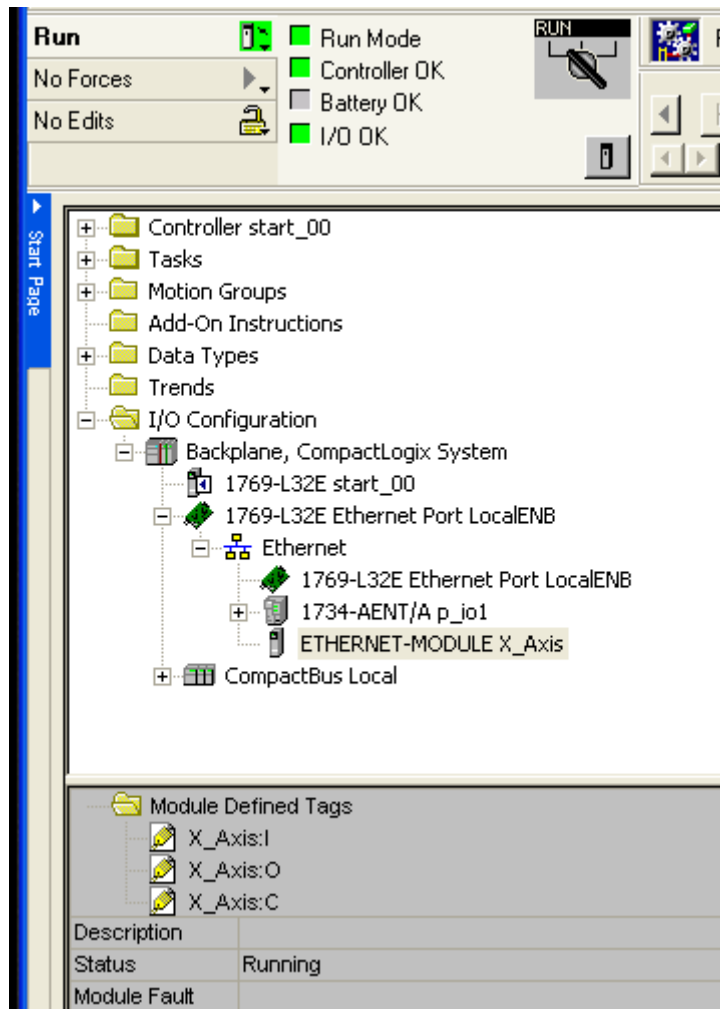 Run
RUN
Run Mode
No Forces
Controller OK
Battery OK
No Edits
I/O OK
Start Page
Controller start_00
Tasks
Motion Groups
Add-On Instructions
Data Types
Trends
I/O Configuration
Backplane, CompactLogix System
1769-L32E start_00
1769-L32E Ethernet Port LocalENB
Ethernet
1769-L32E Ethernet Port LocalENB
1734-AENT/A p_io1
ETHERNET-MODULE X_Axis
CompactBus Local
Module Defined Tags
X_Axis:I
X_Axis:O
X_Axis:C
Description
Status Running
Module Fault